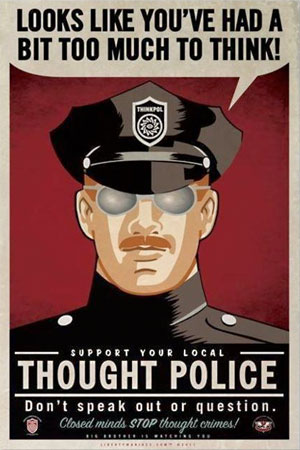 LOOKS LIKE YOU'VE HAD A
BIT TOO MUCH TO THINK!
THINKPOL
SUPPORT YOUR LOCAL
THOUGHT POLICE
Don't speak out or question.
Closed minds STOP thought crimes!
BIG BROTHER IS WATCHING YOU